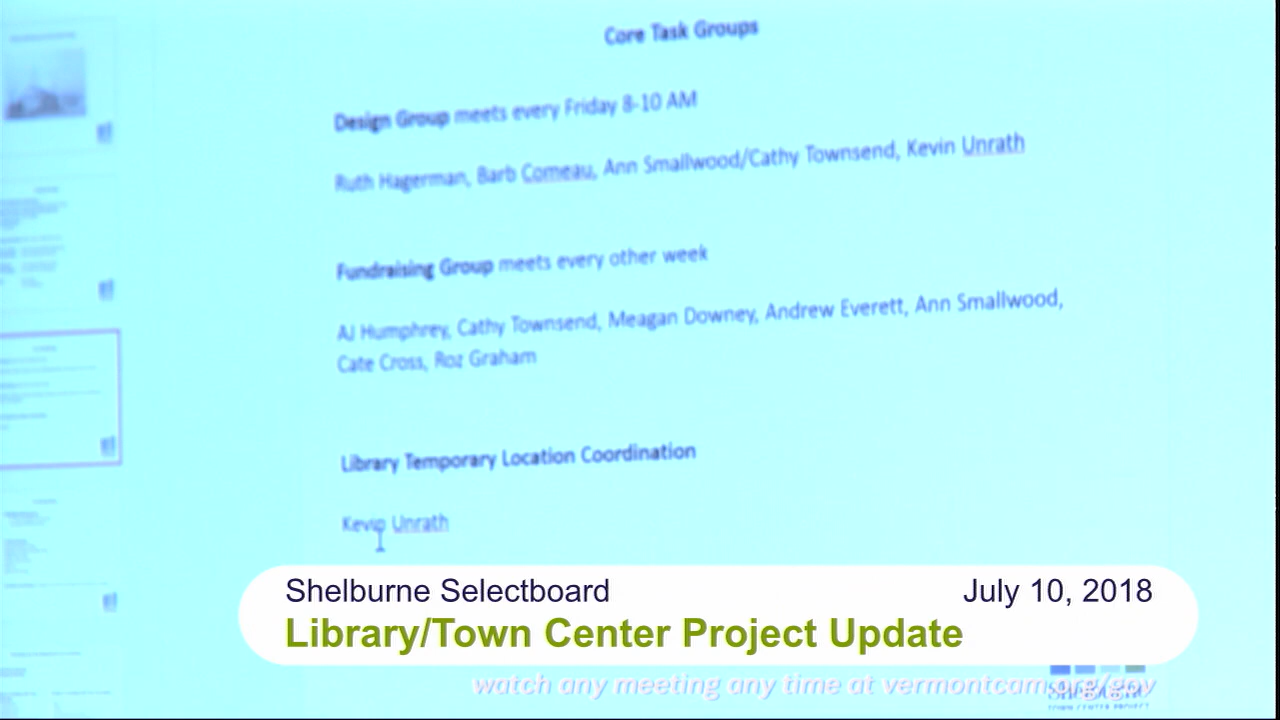 Core Task Groups
Design Group meets every Friday 8-10 AM
Ruth Hagerman, Barb Comeau, Ann Smallwood/Cathy Townsend, Kevin Unrath
Fundraising Group meets every other week
AJ Humphrey, Cathy Townsend, Meagan Downey, Andrew Everett, Ann Smallwood,
Cate Cross, Roz Graham
Library Temporary Location Coordination
Kevin Unrath
Shelburne Selectboard July 10, 2018
Library/Town Center Project Update
watch any meeting any time at vermontcam.org/gov
Shelburne